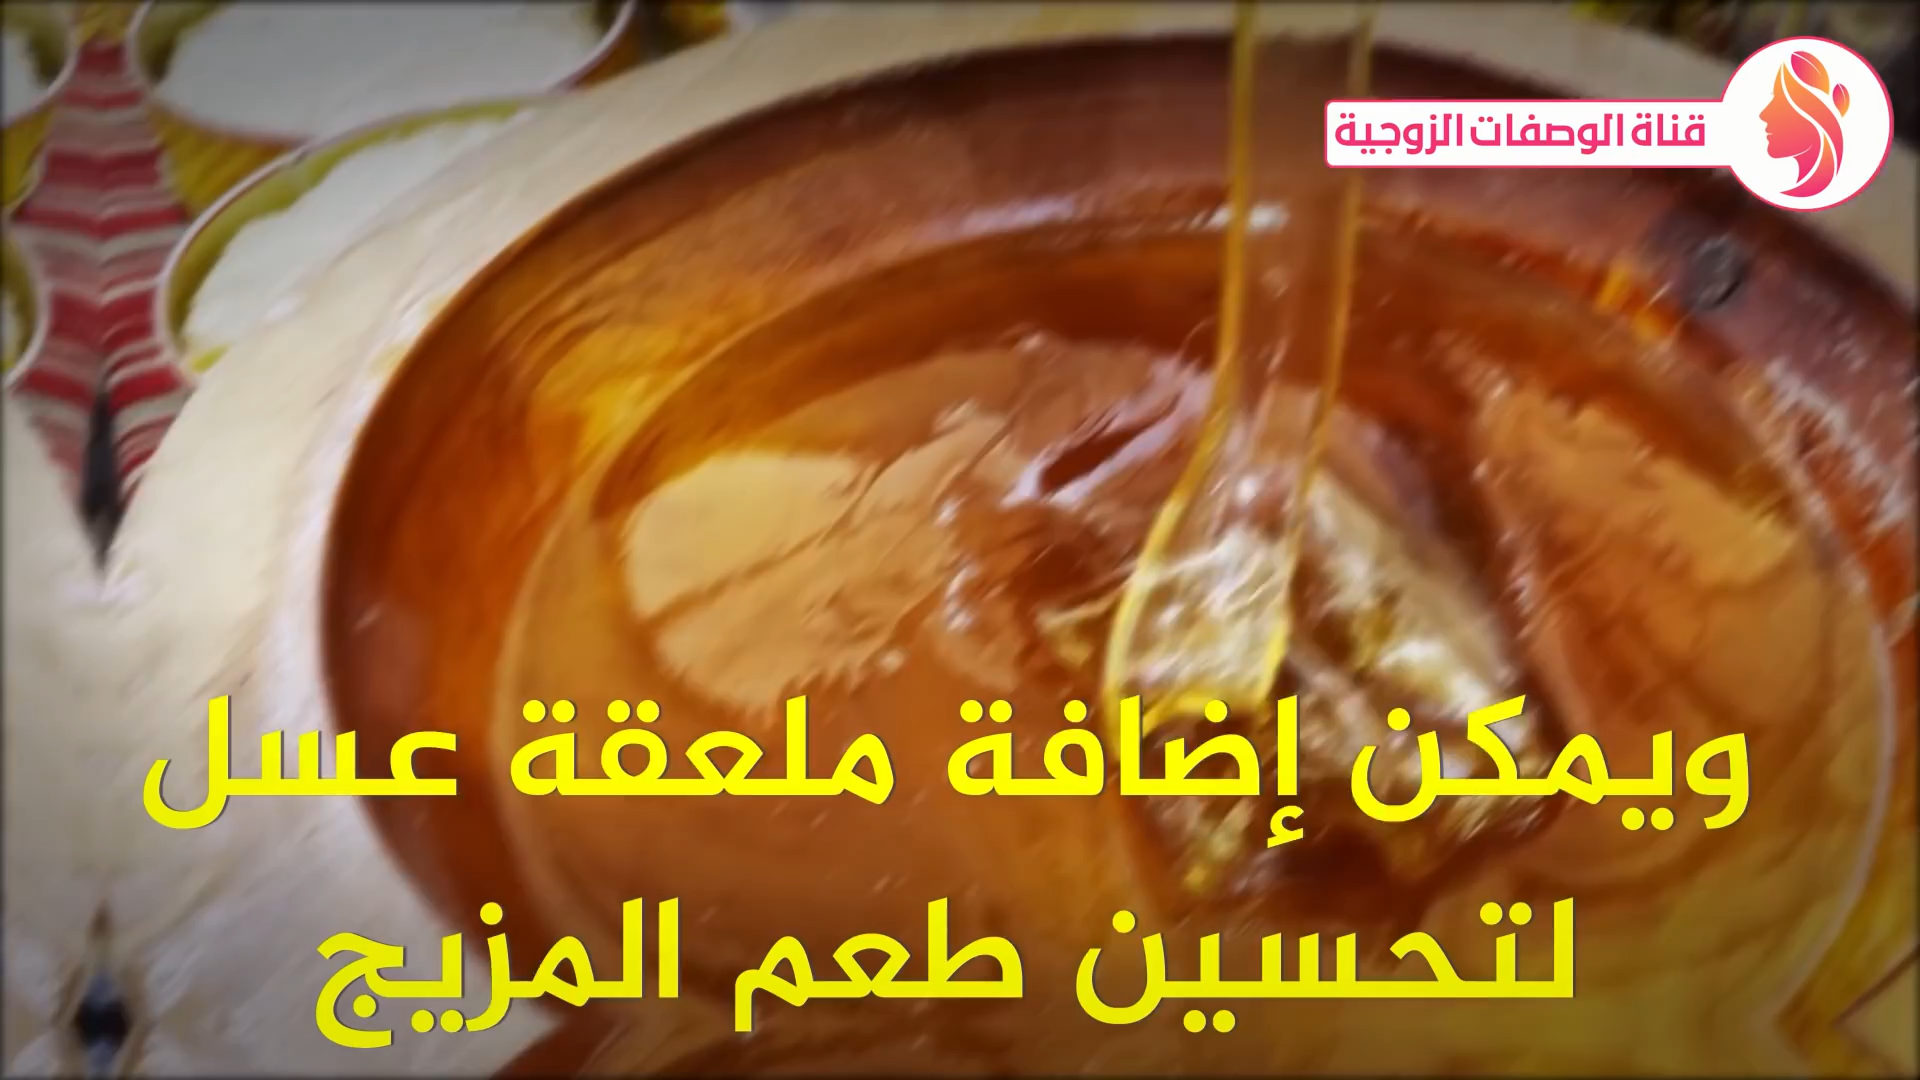 قناة الوصفات الزوجية
ويمكن إضافة ملعقة عسل
لتحسين طعم المزيج